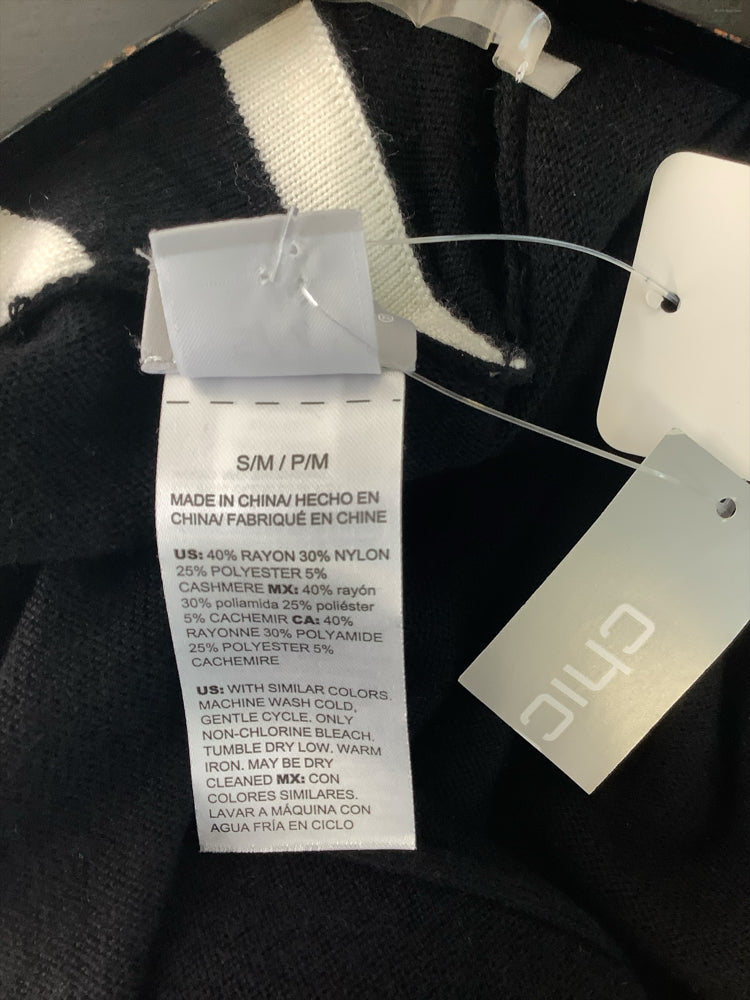 S/M / P/M
MADE IN CHINA/ HECHO EN
CHINA/ FABRIQUÉ EN CHINE
US: 40% RAYON 30% NYLON
25% POLYESTER 5%
CASHMERE MX: 40% rayón
30% poliamida 25% poliéster
5% CACHEMIR CA: 40%
RAYONNE 30% POLYAMIDE
25% POLYESTER 5%
CACHEMIRE
US: WITH SIMILAR COLORS.
MACHINE WASH COLD,
GENTLE CYCLE. ONLY
NON-CHLORINE BLEACH.
TUMBLE DRY LOW. WARM
IRON. MAY BE DRY
CLEANED MX: CON
COLORES SIMILARES.
LAVAR A MÁQUINA CON
AGUA FRÍA EN CICLO
chic
®